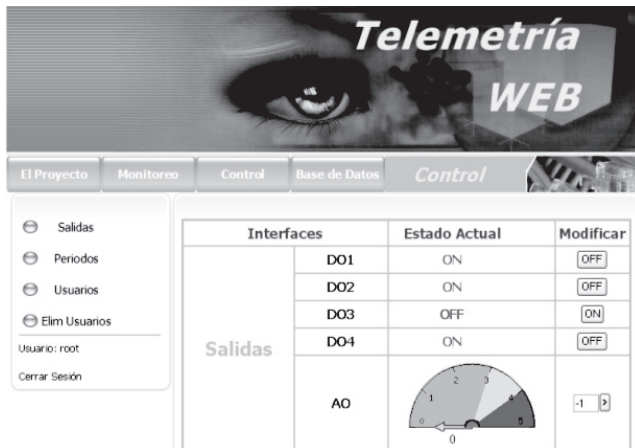 Telemetría
WEB
El Proyecto Monitoreo Control Base de Datos Control
Salidas
Periodos
Usuarios
Elim Usuarios
Usuario: root
Cerrar Sesión
Interfaces Estado Actual Modificar
Salidas
DO1 ON OFF
DO2 ON OFF
DO3 OFF ON
DO4 ON OFF
AO
0 1 2 3 4 5
0
-1 >